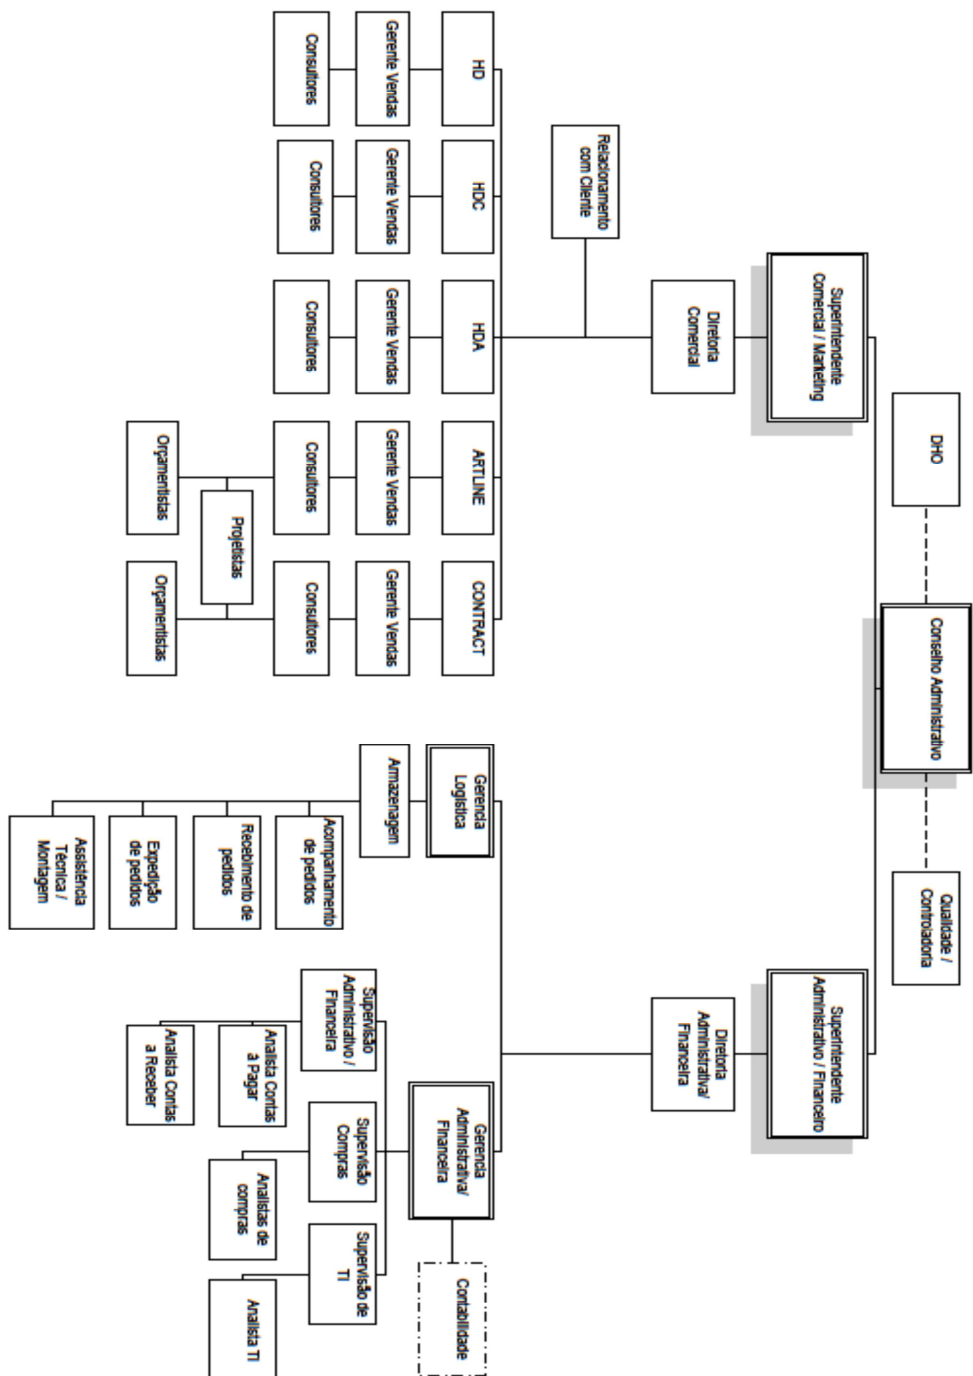 Conselho Administrativo
DHO
Qualidade /
Controladoria
Superintendente
Comercial / Marketing
Superintendente
Administrativo / Financeiro
Diretoria
Comercial
Diretoria
Administrativa/
Financeira
Relacionamento
com Cliente
HD
HDC
HDA
ARTLINE
CONTRACT
Gerente Vendas
Gerente Vendas
Gerente Vendas
Gerente Vendas
Gerente Vendas
Consultores
Consultores
Consultores
Consultores
Consultores
Projetistas
Orçamentistas
Orçamentistas
Gerencia
Logística
Armazenagem
Acompanhamento
de pedidos
Recebimento de
pedidos
Expedição
de pedidos
Assistência
Técnica /
Montagem
Gerencia
Administrativa/
Financeira
Contabilidade
Supervisão
Administrativo /
Financeira
Analista Contas
à Pagar
Analista Contas
a Receber
Supervisão
Compras
Analistas de
compras
Supervisão de
TI
Analista TI